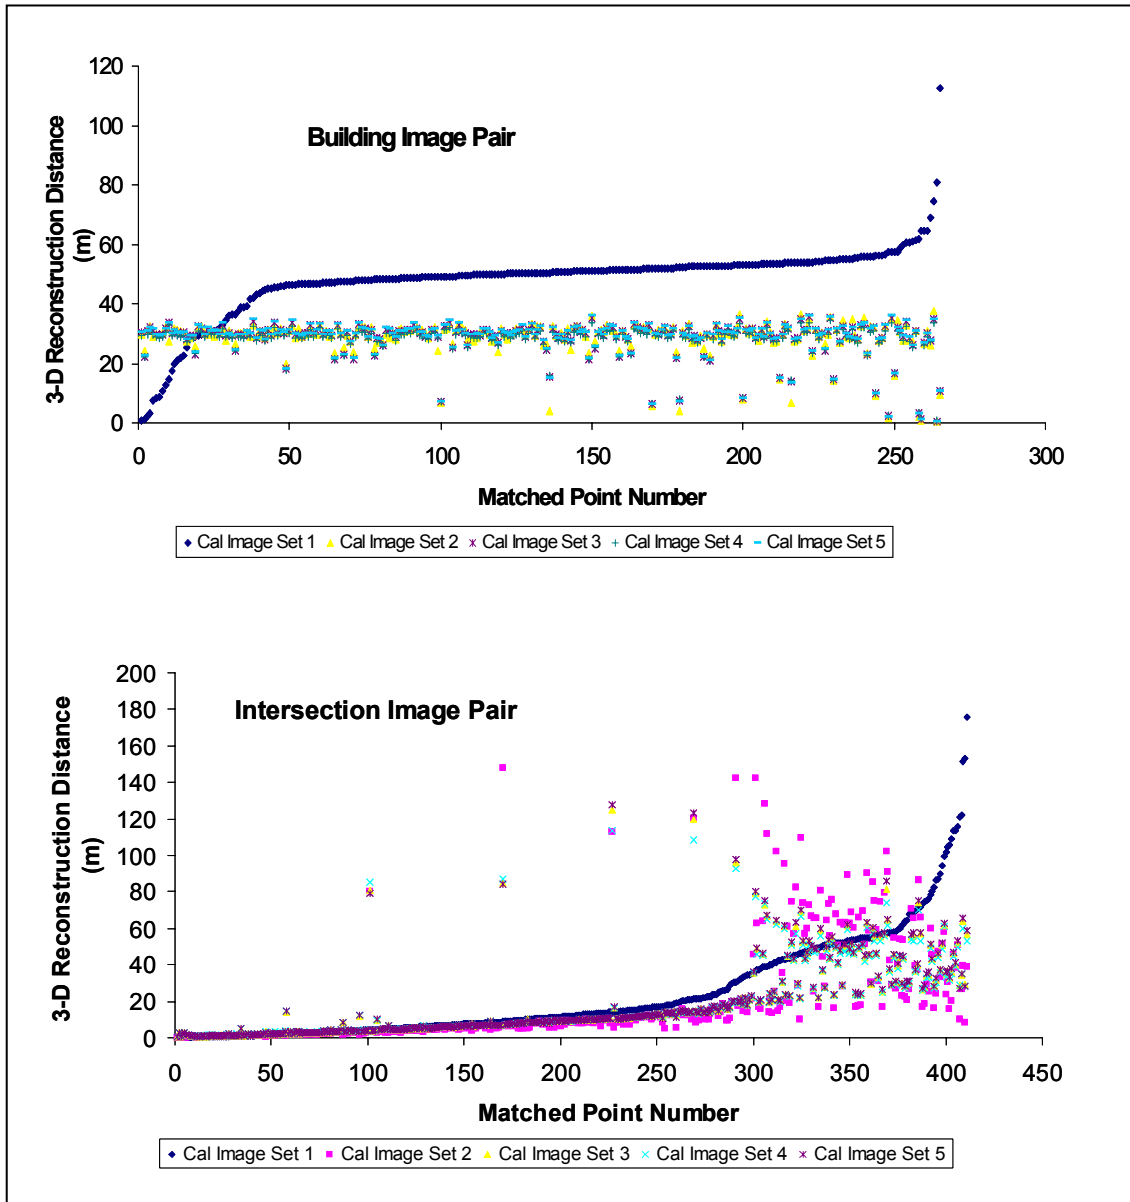 120
100
80
60
40
20
0
3-D Reconstruction Distance
(m)
Building Image Pair
0 50 100 150 200 250 300
Matched Point Number
Cal Image Set 1 Cal Image Set 2 Cal Image Set 3 Cal Image Set 4 Cal Image Set 5
200
180
160
140
120
100
80
60
40
20
0
3-D Reconstruction Distance
(m)
Intersection Image Pair
0 50 100 150 200 250 300 350 400 450
Matched Point Number
Cal Image Set 1 Cal Image Set 2 Cal Image Set 3 Cal Image Set 4 Cal Image Set 5